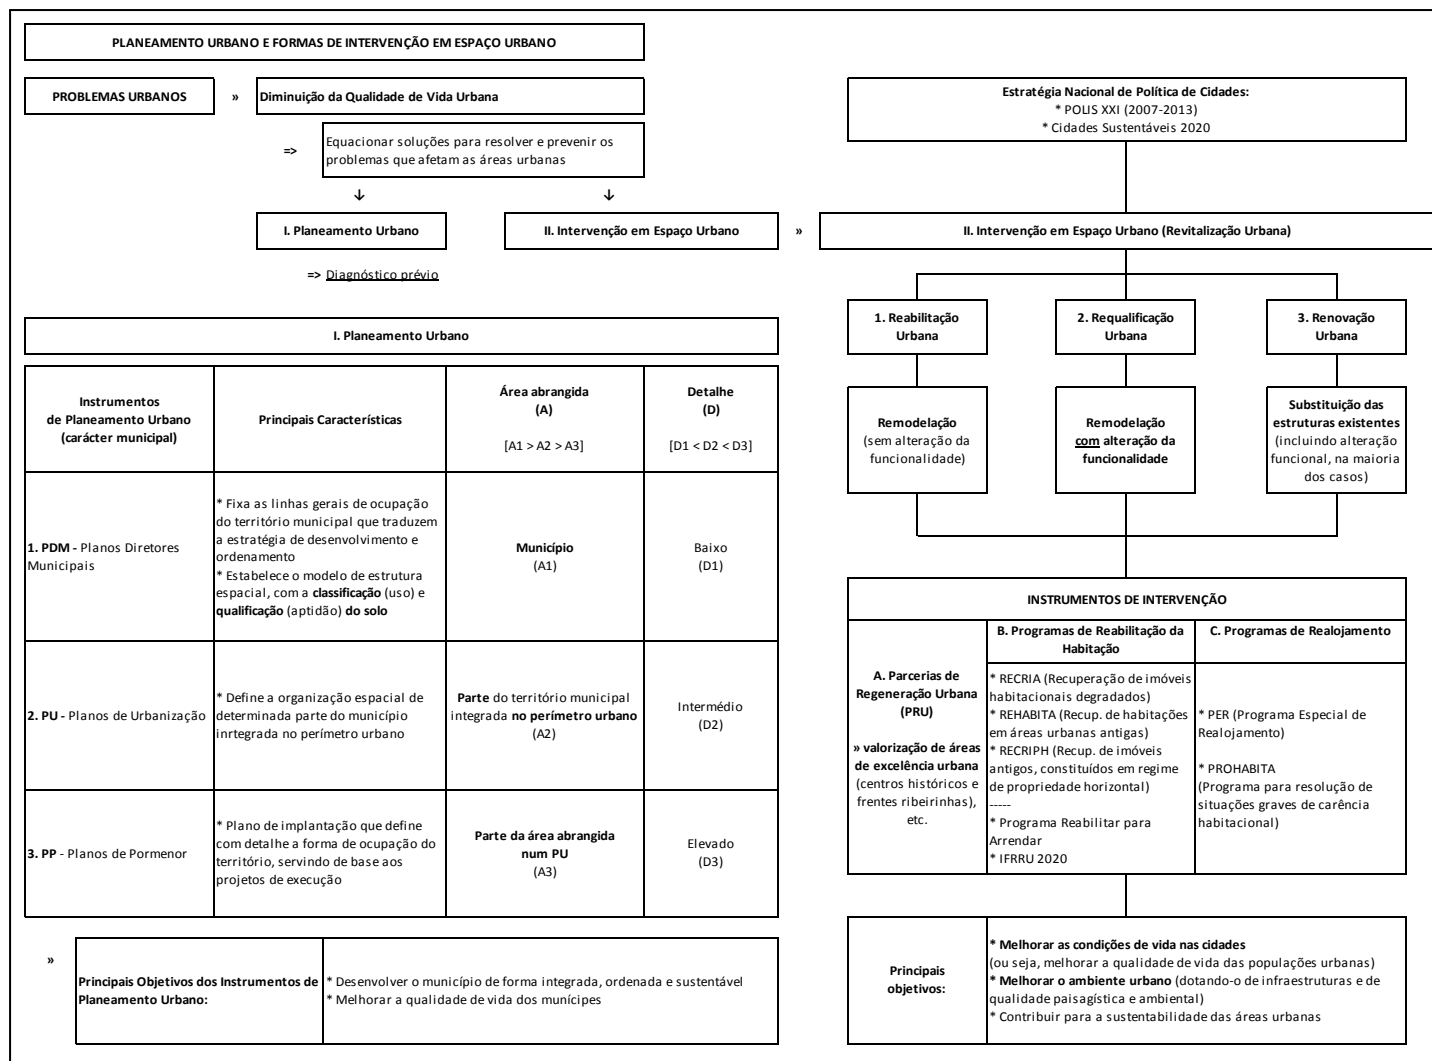 PLANEAMENTO URBANO E FORMAS DE INTERVENÇÃO EM ESPAÇO URBANO
PROBLEMAS URBANOS
»
Diminuição da Qualidade de Vida Urbana
=>
Equacionar soluções para resolver e prevenir os
problemas que afetam as áreas urbanas
↓
↓
I. Planeamento Urbano
II. Intervenção em Espaço Urbano
»
=> Diagnóstico prévio
I. Planeamento Urbano
Instrumentos
de Planeamento Urbano
(carácter municipal)
Principais Características
Área abrangida
(A)
[A1 > A2 > A3]
Detalhe
(D)
[D1 < D2 < D3]
1. PDM - Planos Diretores
Municipais
* Fixa as linhas gerais de ocupação
do território municipal que traduzem
a estratégia de desenvolvimento e
ordenamento
* Estabelece o modelo de estrutura
espacial, com a classificação (uso) e
qualificação (aptidão) do solo
Município
(A1)
Baixo
(D1)
2. PU - Planos de Urbanização
* Define a organização espacial de
determinada parte do município
inrtegrada no perímetro urbano
Parte do território municipal
integrada no perímetro urbano
(A2)
Intermédio
(D2)
3. PP - Planos de Pormenor
* Plano de implantação que define
com detalhe a forma de ocupação do
território, servindo de base aos
projetos de execução
Parte da área abrangida
num PU
(A3)
Elevado
(D3)
»
Principais Objetivos dos Instrumentos de
Planeamento Urbano:
* Desenvolver o município de forma integrada, ordenada e sustentável
* Melhorar a qualidade de vida dos munícipes
Estratégia Nacional de Política de Cidades:
* POLIS XXI (2007-2013)
* Cidades Sustentáveis 2020
II. Intervenção em Espaço Urbano (Revitalização Urbana)
1. Reabilitação
Urbana
2. Requalificação
Urbana
3. Renovação
Urbana
Remodelação
(sem alteração da
funcionalidade)
Remodelação
com alteração da
funcionalidade
Substituição das
estruturas existentes
(incluindo alteração
funcional, na maioria
dos casos)
INSTRUMENTOS DE INTERVENÇÃO
A. Parcerias de
Regeneração Urbana
(PRU)
» valorização de áreas
de excelência urbana
(centros históricos e
frentes ribeirinhas),
etc.
B. Programas de Reabilitação da
Habitação
* RECRIA (Recuperação de imóveis
habitacionais degradados)
* REHABITA (Recup. de habitações
em áreas urbanas antigas)
* RECRIPH (Recup. de imóveis
antigos, constituídos em regime
de propriedade horizontal)
-----
* Programa Reabilitar para
Arrendar
* IFRRU 2020
C. Programas de Realojamento
* PER (Programa Especial de
Realojamento)
* PROHABITA
(Programa para resolução de
situações graves de carência
habitacional)
Principais
objetivos:
* Melhorar as condições de vida nas cidades
(ou seja, melhorar a qualidade de vida das populações urbanas)
* Melhorar o ambiente urbano (dotando-o de infraestruturas e de
qualidade paisagística e ambiental)
* Contribuir para a sustentabilidade das áreas urbanas